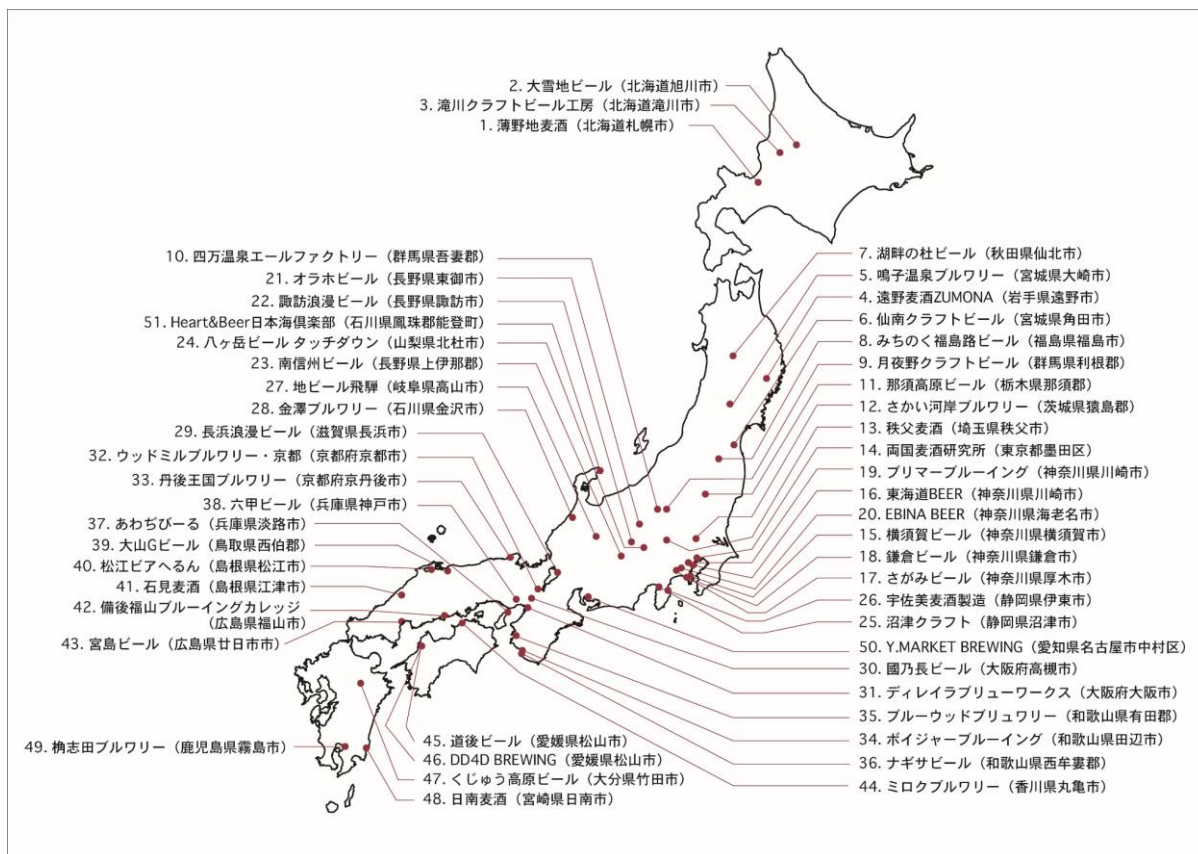 2. 大雪地ビール（北海道旭川市）
3. 滝川クラフトビール工房（北海道滝川市）
1. 薄野地麦酒（北海道札幌市）
10. 四万温泉エールファクトリー（群馬県吾妻郡）
21. オラホビール（長野県東御市）
22. 諏訪浪漫ビール（長野県諏訪市）
51. Heart&Beer日本海倶楽部（石川県鳳珠郡能登町）
24. 八ヶ岳ビール タッチダウン（山梨県北杜市）
23. 南信州ビール（長野県上伊那郡）
27. 地ビール飛騨（岐阜県高山市）
28. 金澤ブルワリー（石川県金沢市）
29. 長浜浪漫ビール（滋賀県長浜市）
32. ウッドミルブルワリー・京都（京都府京都市）
33. 丹後王国ブルワリー（京都府京丹後市）
38. 六甲ビール（兵庫県神戸市）
37. あわぢびーる（兵庫県淡路市）
39. 大山Gビール（鳥取県西伯郡）
40. 松江ビアへるん（島根県松江市）
41. 石見麦酒（島根県江津市）
42. 備後福山ブルーイングカレッジ
（広島県福山市）
43. 宮島ビール（広島県廿日市市）
49. 桷志田ブルワリー（鹿児島県霧島市）
7. 湖畔の杜ビール（秋田県仙北市）
5. 鳴子温泉ブルワリー（宮城県大崎市）
4. 遠野麦酒ZUMONA（岩手県遠野市）
6. 仙南クラフトビール（宮城県角田市）
8. みちのく福島路ビール（福島県福島市）
9. 月夜野クラフトビール（群馬県利根郡）
11. 那須高原ビール（栃木県那須郡）
12. さかい河岸ブルワリー（茨城県猿島郡）
13. 秩父麦酒（埼玉県秩父市）
14. 両国麦酒研究所（東京都墨田区）
19. ブリマーブルーイング（神奈川県川崎市）
16. 東海道BEER（神奈川県川崎市）
20. EBINA BEER（神奈川県海老名市）
15. 横須賀ビール（神奈川県横須賀市）
18. 鎌倉ビール（神奈川県鎌倉市）
17. さがみビール（神奈川県厚木市）
26. 宇佐美麦酒製造（静岡県伊東市）
25. 沼津クラフト（静岡県沼津市）
50. Y.MARKET BREWING（愛知県名古屋市中村区）
30. 國乃長ビール（大阪府高槻市）
31. ディレイラブリューワークス（大阪府大阪市）
35. ブルーウッドブリュワリー（和歌山県有田郡）
34. ボイジャーブルーイング（和歌山県田辺市）
36. ナギサビール（和歌山県西牟婁郡）
44. ミロクブルワリー（香川県丸亀市）
45. 道後ビール（愛媛県松山市）
46. DD4D BREWING（愛媛県松山市）
47. くじゅう高原ビール（大分県竹田市）
48. 日南麦酒（宮崎県日南市）